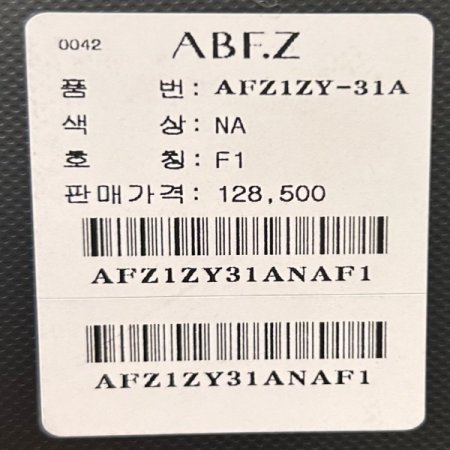 0042 ABF.Z
품 번: AFZ1ZY-31A
색 상: NA
호 칭: F1
판매가격: 128,500
AFZ1ZY31ANAF1
AFZ1ZY31ANAF1